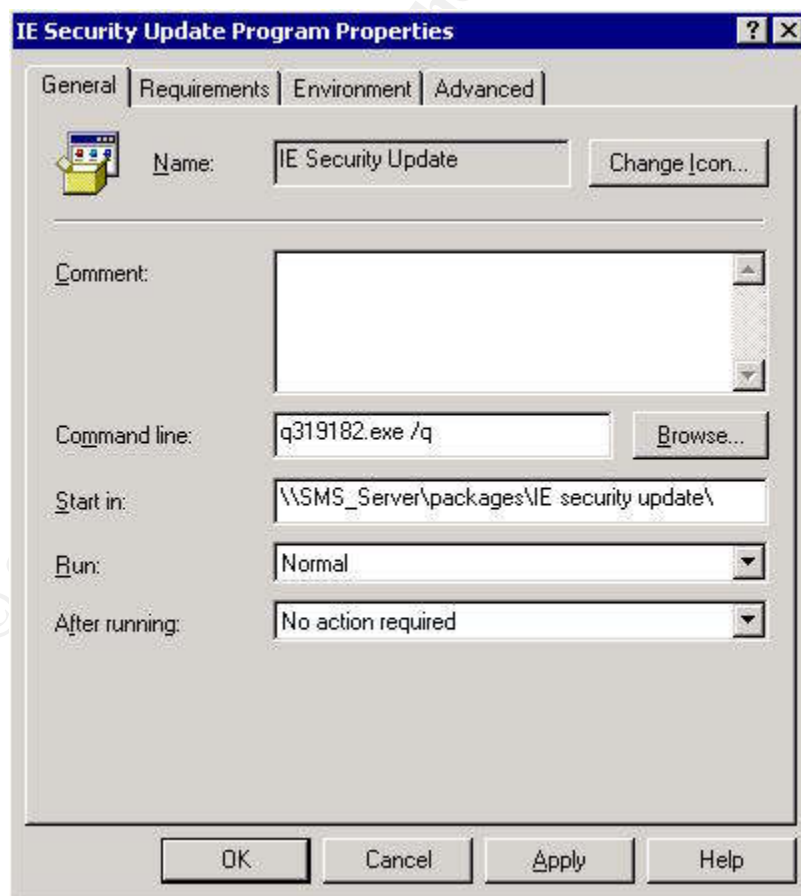 IE Security Update Program Properties
General Requirements Environment Advanced
Name: IE Security Update Change Icon...
Comment:
Command line: q319182.exe /q Browse...
Start in: \\SMS_Server\packages\IE security update\
Run: Normal
After running: No action required
OK Cancel Apply Help